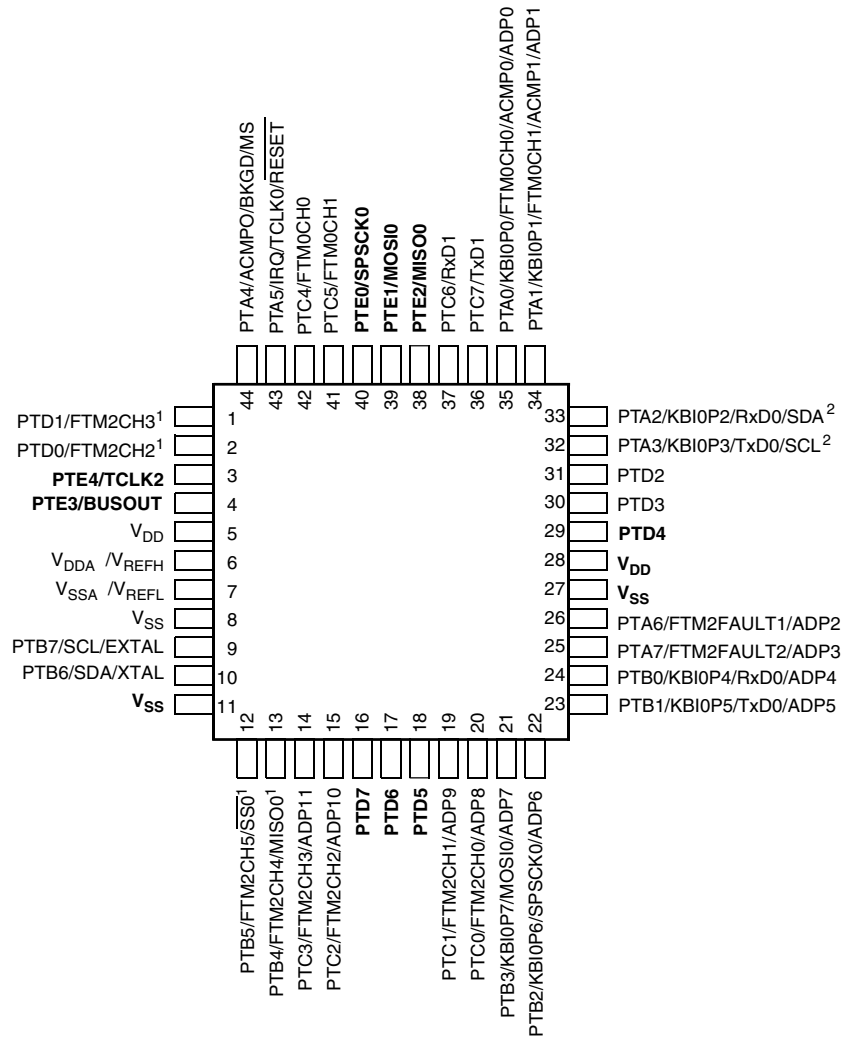 PTA4/ACMPO/BKGD/MS
PTA5/IRQ/TCLK0/RESET
PTC4/FTM0CH0
PTC5/FTM0CH1
PTE0/SPSCK0
PTE1/MOSI0
PTE2/MISO0
PTC6/RxD1
PTC7/TxD1
PTA0/KBI0P0/FTM0CH0/ACMP0/ADP0
PTA1/KBI0P1/FTM0CH1/ACMP1/ADP1
44
43
42
41
40
39
38
37
36
35
34
PTD1/FTM2CH3¹ 1
PTD0/FTM2CH2¹ 2
PTE4/TCLK2 3
PTE3/BUSOUT 4
VDD 5
VDDA /VREFH 6
VSSA /VREFL 7
VSS 8
PTB7/SCL/EXTAL 9
PTB6/SDA/XTAL 10
VSS 11
33 PTA2/KBI0P2/RxD0/SDA²
32 PTA3/KBI0P3/TxD0/SCL²
31 PTD2
30 PTD3
29 PTD4
28 VDD
27 VSS
26 PTA6/FTM2FAULT1/ADP2
25 PTA7/FTM2FAULT2/ADP3
24 PTB0/KBI0P4/RxD0/ADP4
23 PTB1/KBI0P5/TxD0/ADP5
12
13
14
15
16
17
18
19
20
21
22
PTB5/FTM2CH5/SS0¹
PTB4/FTM2CH4/MISO0¹
PTC3/FTM2CH3/ADP11
PTC2/FTM2CH2/ADP10
PTD7
PTD6
PTD5
PTC1/FTM2CH1/ADP9
PTC0/FTM2CH0/ADP8
PTB3/KBI0P7/MOSI0/ADP7
PTB2/KBI0P6/SPSCK0/ADP6